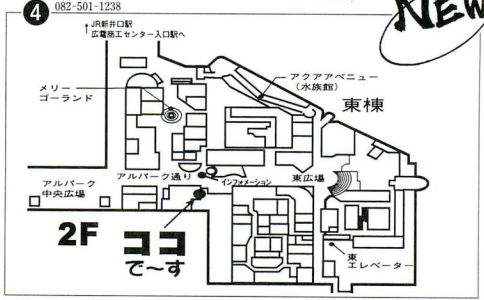 4 082-501-1238
NEW
↑JR新井口駅
広電商工センター入口駅へ
メリー
ゴーランド
アクアアベニュー
(水族館)
東棟
アルパーク通り
インフォメーション
東広場
アルパーク
中央広場
2F
ココ
で〜す
東
エレベーター